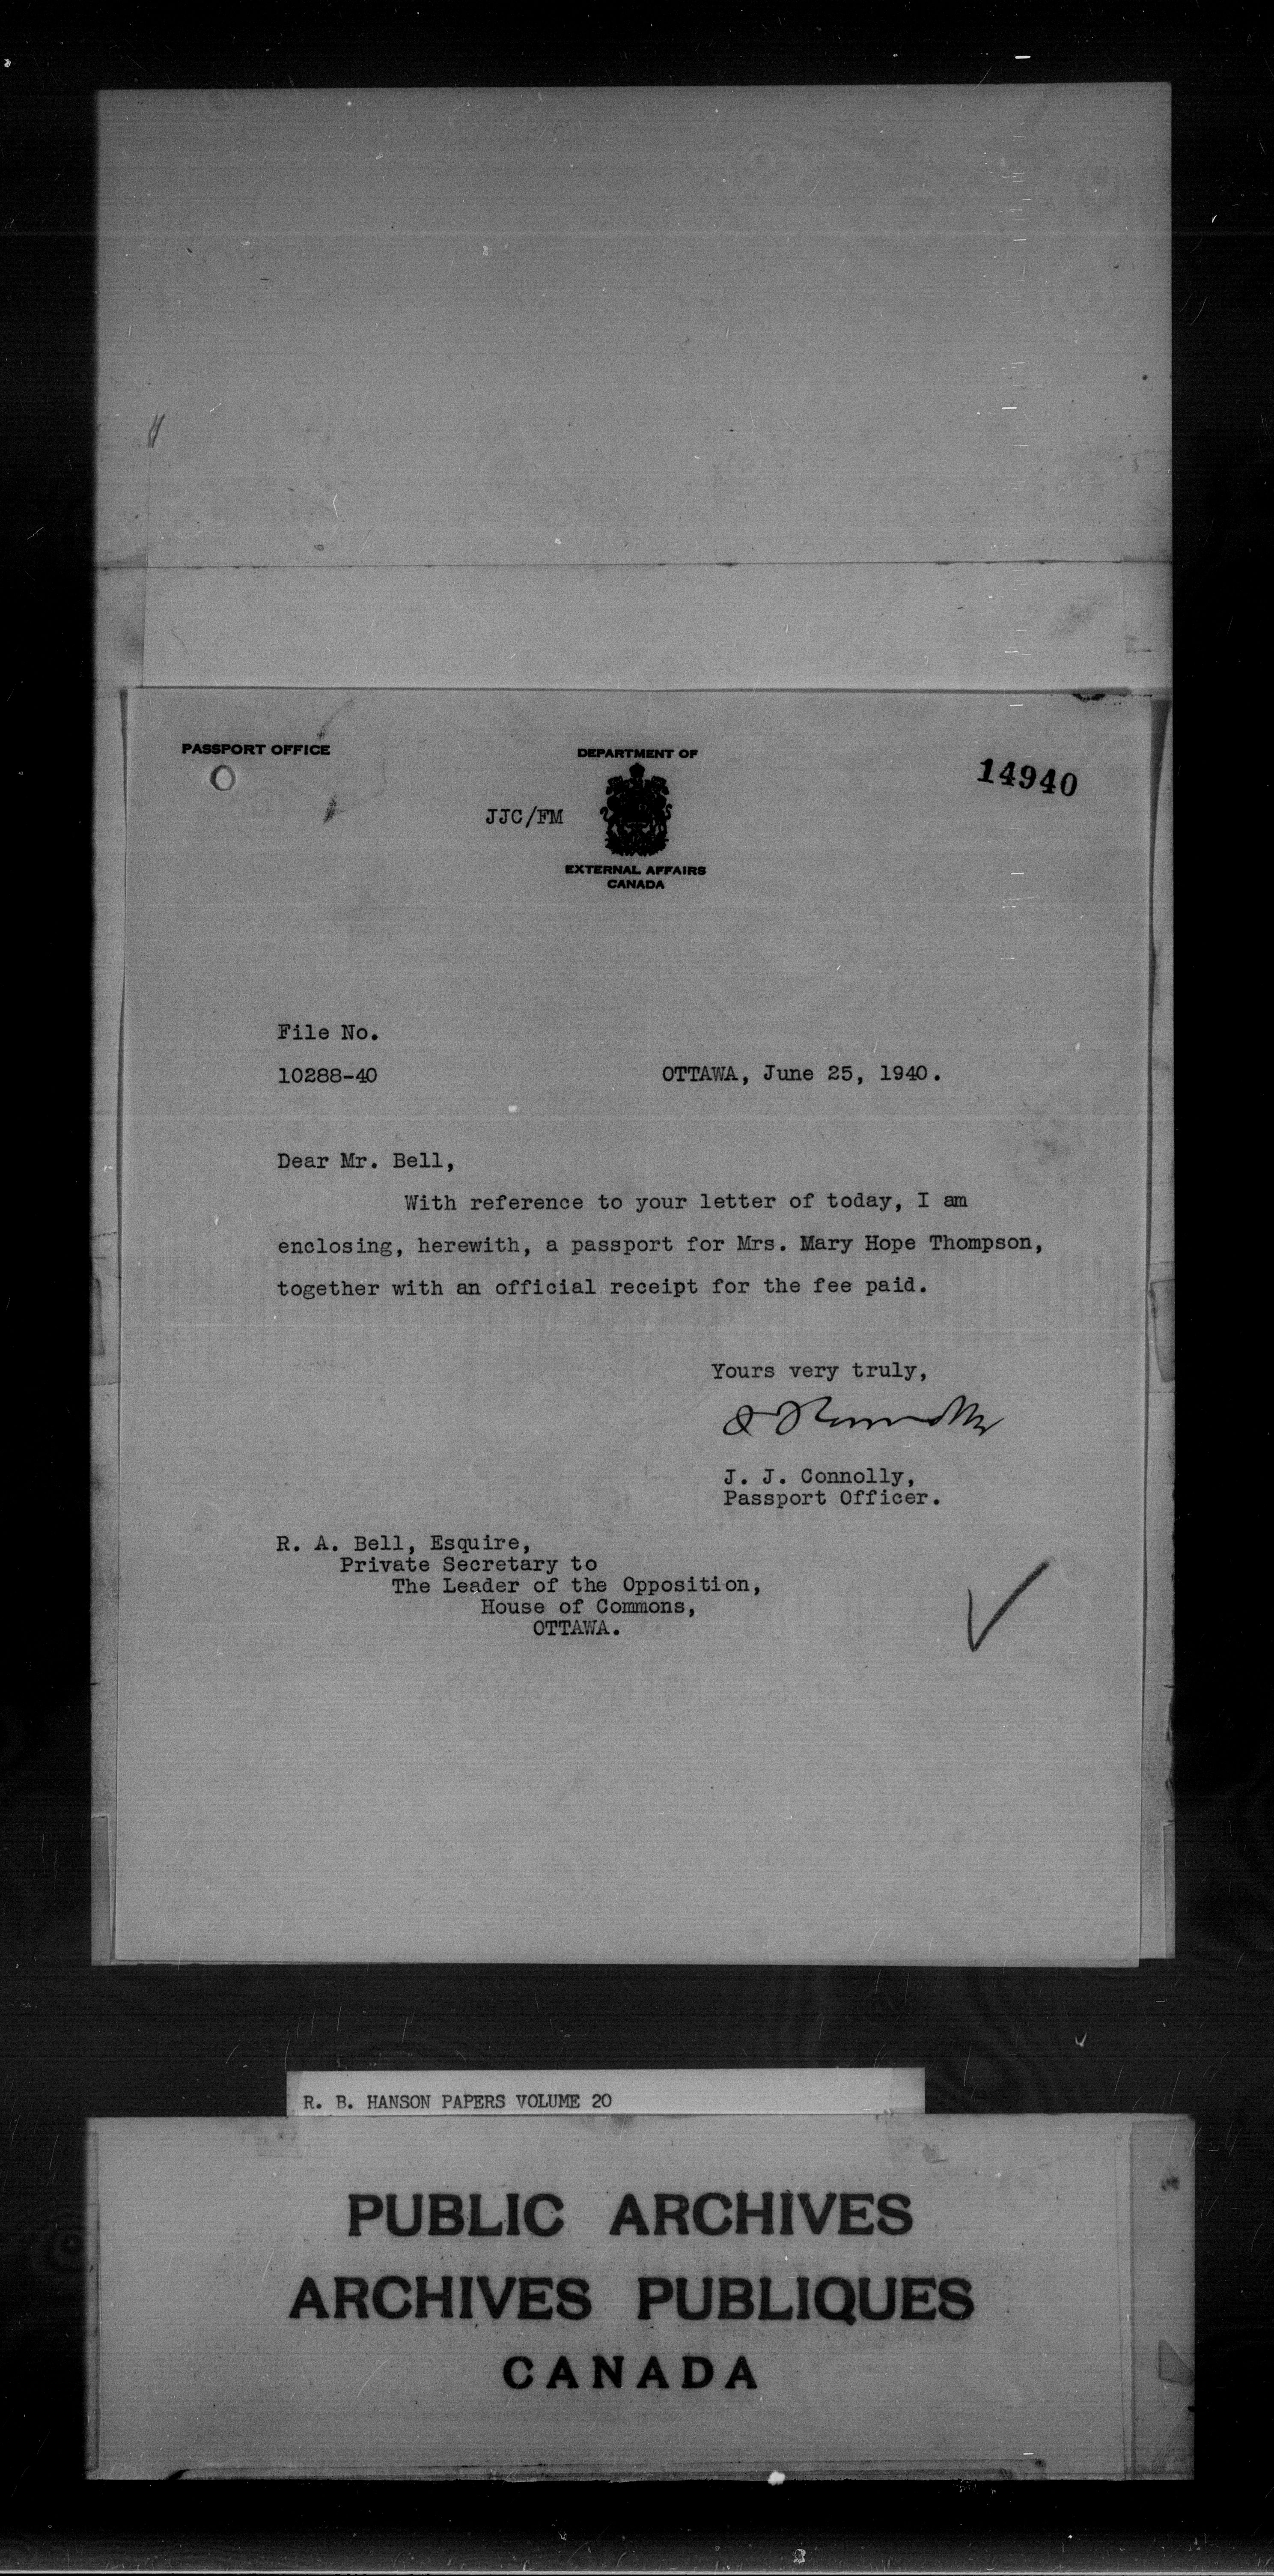 PASSPORT OFFICE
DEPARTMENT OF
14940
JJC/FM
EXTERNAL AFFAIRS
CANADA
File No.
10288-40
OTTAWA, June 25, 1940.
Dear Mr. Bell,
With reference to your letter of today, I am
enclosing, herewith, a passport for Mrs. Mary Hope Thompson,
together with an official receipt for the fee paid.
Yours very truly,
J. J. Connolly,
Passport Officer.
R. A. Bell, Esquire,
Private Secretary to
The Leader of the Opposition,
House of Commons,
OTTAWA.
R. B. HANSON PAPERS VOLUME 20
PUBLIC ARCHIVES
ARCHIVES PUBLIQUES
CANADA